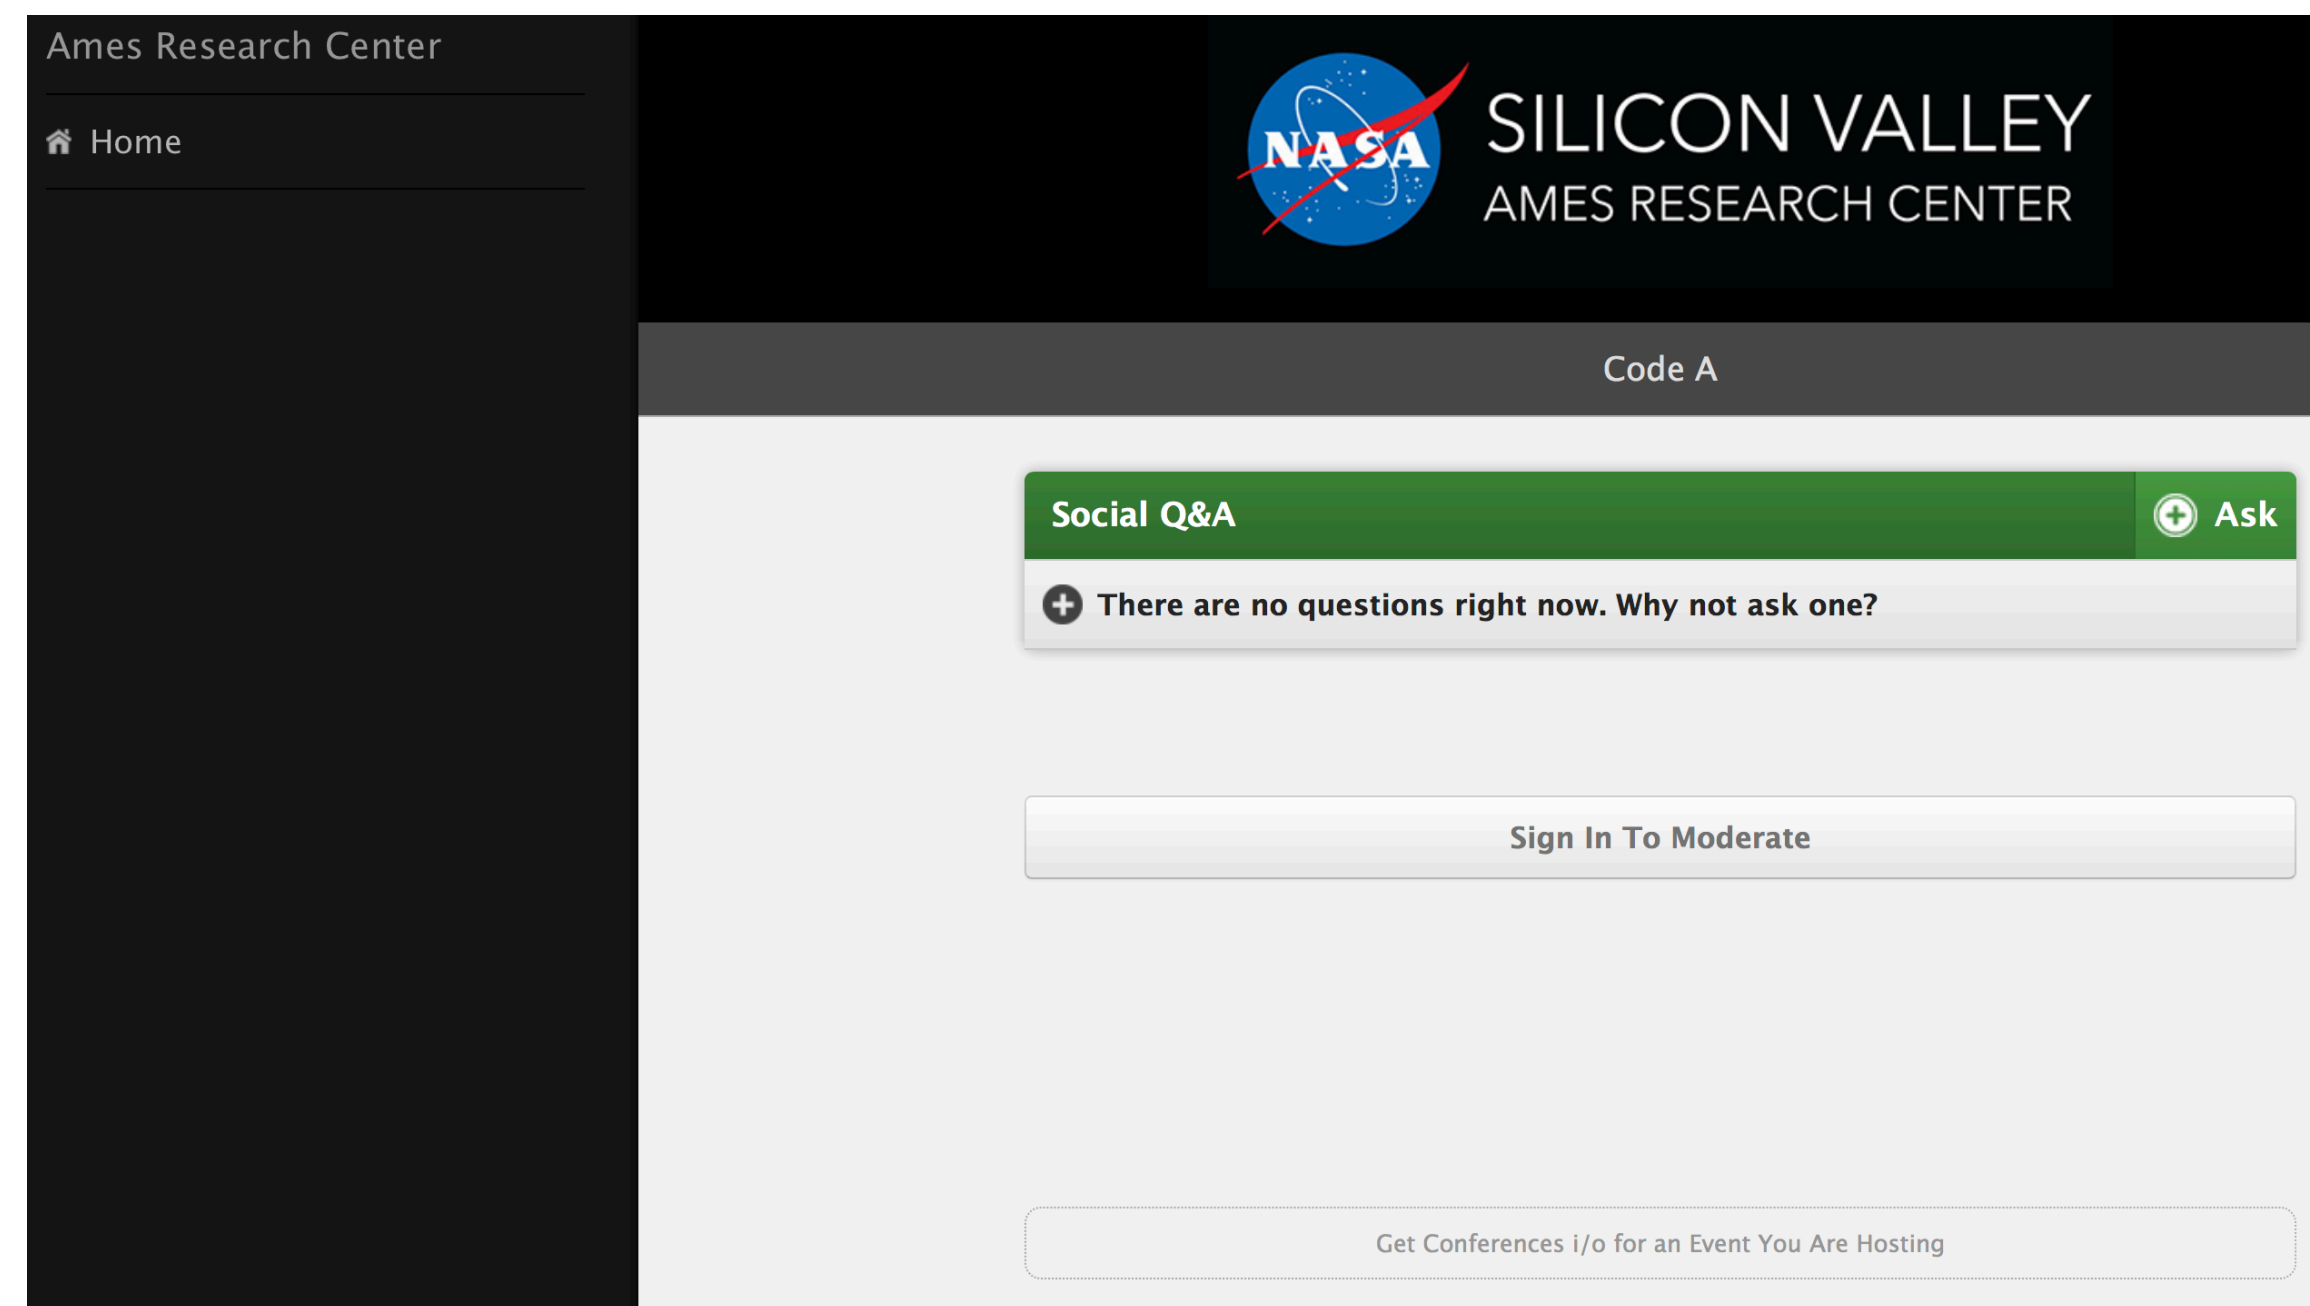 Ames Research Center
Home
NASA
SILICON VALLEY
AMES RESEARCH CENTER
Code A
Social Q&A
Ask
There are no questions right now. Why not ask one?
Sign In To Moderate
Get Conferences i/o for an Event You Are Hosting